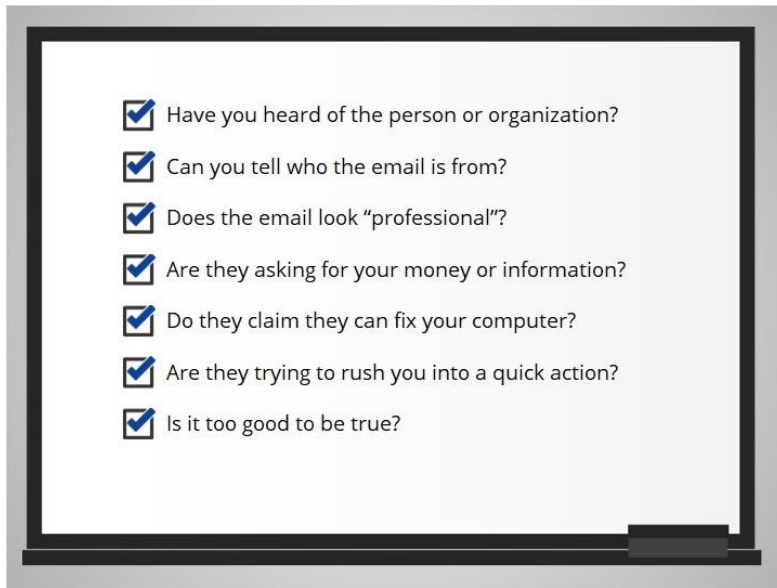 Have you heard of the person or organization?
Can you tell who the email is from?
Does the email look “professional”?
Are they asking for your money or information?
Do they claim they can fix your computer?
Are they trying to rush you into a quick action?
Is it too good to be true?